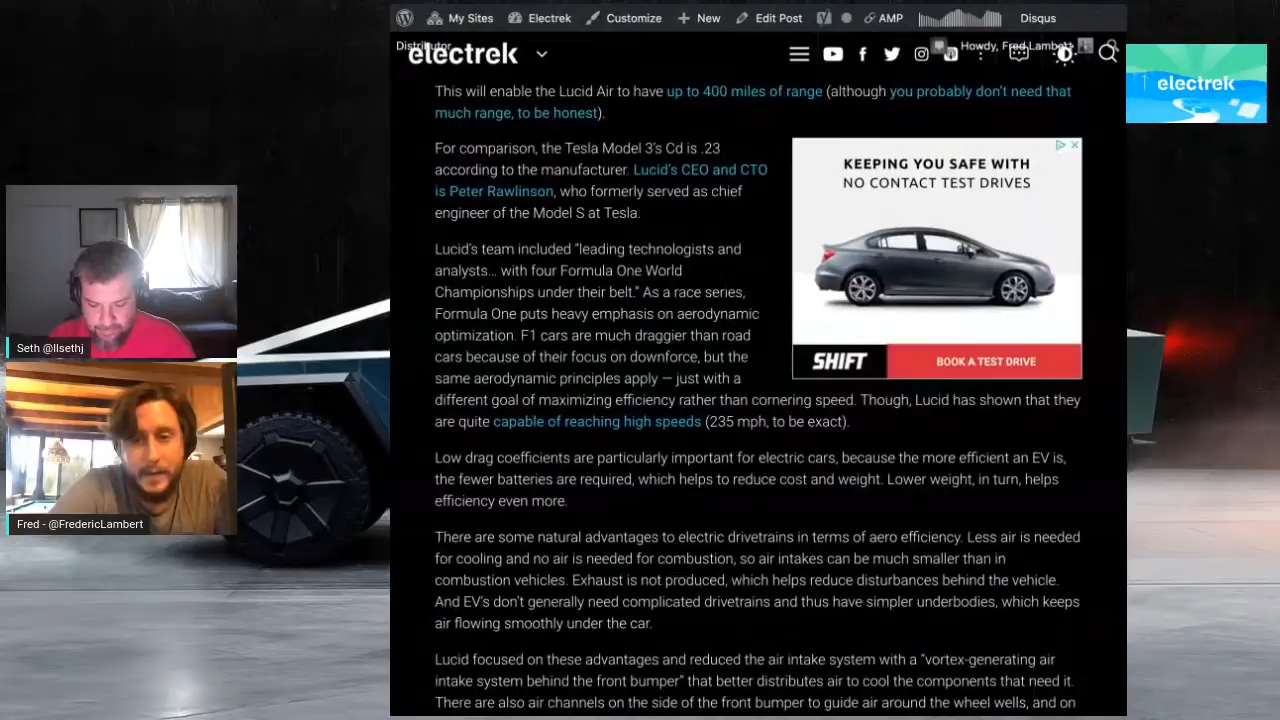 My Sites Electrek Customize New Edit Post AMP Disqus
Distributor Howdy, Fred Lambert
electrek
electrek
This will enable the Lucid Air to have up to 400 miles of range (although you probably don't need that
much range, to be honest).
For comparison, the Tesla Model 3's Cd is .23
according to the manufacturer. Lucid's CEO and CTO
is Peter Rawlinson, who formerly served as chief
engineer of the Model S at Tesla.
Lucid's team included "leading technologists and
analysts… with four Formula One World
Championships under their belt." As a race series,
Formula One puts heavy emphasis on aerodynamic
optimization. F1 cars are much draggier than road
cars because of their focus on downforce, but the
same aerodynamic principles apply — just with a
different goal of maximizing efficiency rather than cornering speed. Though, Lucid has shown that they
are quite capable of reaching high speeds (235 mph, to be exact).
KEEPING YOU SAFE WITH
NO CONTACT TEST DRIVES
SHIFT BOOK A TEST DRIVE
Low drag coefficients are particularly important for electric cars, because the more efficient an EV is,
the fewer batteries are required, which helps to reduce cost and weight. Lower weight, in turn, helps
efficiency even more.
There are some natural advantages to electric drivetrains in terms of aero efficiency. Less air is needed
for cooling and no air is needed for combustion, so air intakes can be much smaller than in
combustion vehicles. Exhaust is not produced, which helps reduce disturbances behind the vehicle.
And EV's don't generally need complicated drivetrains and thus have simpler underbodies, which keeps
air flowing smoothly under the car.
Lucid focused on these advantages and reduced the air intake system with a "vortex-generating air
intake system behind the front bumper" that better distributes air to cool the components that need it.
There are also air channels on the side of the front bumper to guide air around the wheel wells, and on
Seth @llsethj
Fred - @FredericLambert